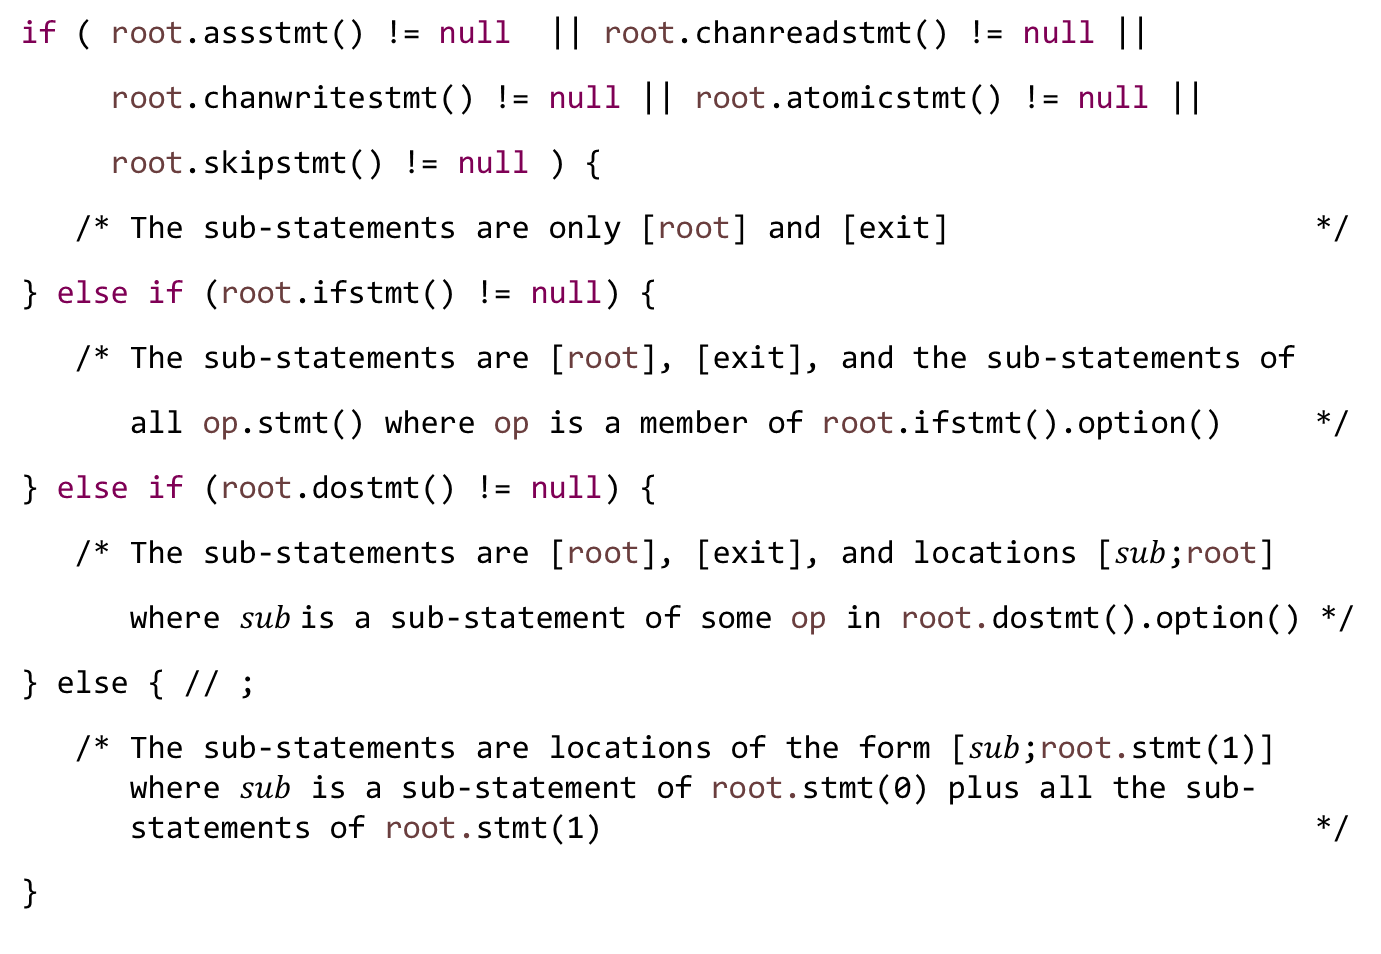 if ( root.assstmt() != null  || root.chanreadstmt() != null ||
     root.chanwritestmt() != null || root.atomicstmt() != null ||
     root.skipstmt() != null ) {
   /* The sub-statements are only [root] and [exit]                    */
} else if (root.ifstmt() != null) {
   /* The sub-statements are [root], [exit], and the sub-statements of
      all op.stmt() where op is a member of root.ifstmt().option()     */
} else if (root.dostmt() != null) {
   /* The sub-statements are [root], [exit], and locations [sub;root]
      where sub is a sub-statement of some op in root.dostmt().option() */
} else { // ;
   /* The sub-statements are locations of the form [sub;root.stmt(1)]
      where sub is a sub-statement of root.stmt(0) plus all the sub-
      statements of root.stmt(1)                                       */
}